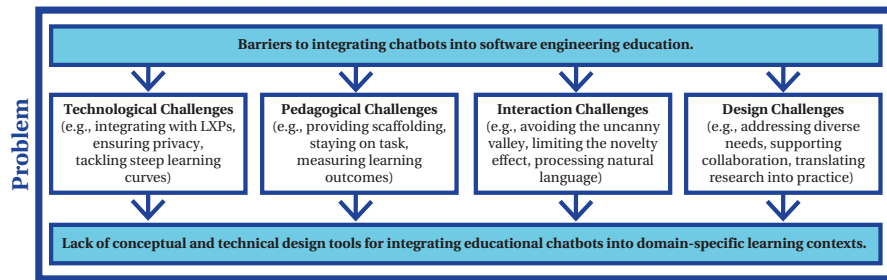 Problem
Barriers to integrating chatbots into software engineering education.
Technological Challenges
(e.g., integrating with LXPs,
ensuring privacy,
tackling steep learning
curves)
Pedagogical Challenges
(e.g., providing scaffolding,
staying on task,
measuring learning
outcomes)
Interaction Challenges
(e.g., avoiding the uncanny
valley, limiting the novelty
effect, processing natural
language)
Design Challenges
(e.g., addressing diverse
needs, supporting
collaboration, translating
research into practice)
Lack of conceptual and technical design tools for integrating educational chatbots into domain-specific learning contexts.